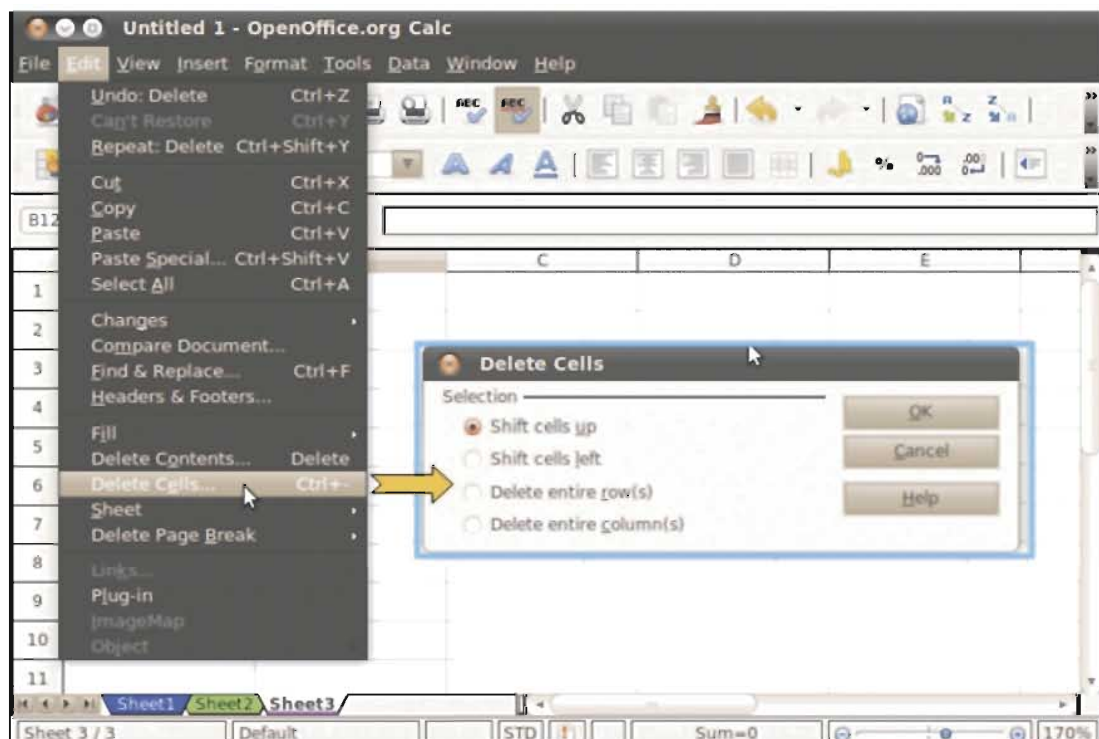 Untitled 1 - OpenOffice.org Calc
File Edit View Insert Format Tools Data Window Help
Undo: Delete Ctrl+Z
Can't Restore Ctrl+Y
Repeat: Delete Ctrl+Shift+Y
Cut Ctrl+X
Copy Ctrl+C
Paste Ctrl+V
Paste Special... Ctrl+Shift+V
Select All Ctrl+A
Changes
Compare Document...
Find & Replace... Ctrl+F
Headers & Footers...
Fill
Delete Contents... Delete
Delete Cells... Ctrl+-
Sheet
Delete Page Break
Links...
Plug-in
ImageMap
Object
B12
C D E
1
2
3
4
5
6
7
8
9
10
11
Delete Cells
Selection
Shift cells up
Shift cells left
Delete entire row(s)
Delete entire column(s)
OK
Cancel
Help
Sheet1 Sheet2 Sheet3
Sheet 3 / 3 Default STD Sum=0 170%